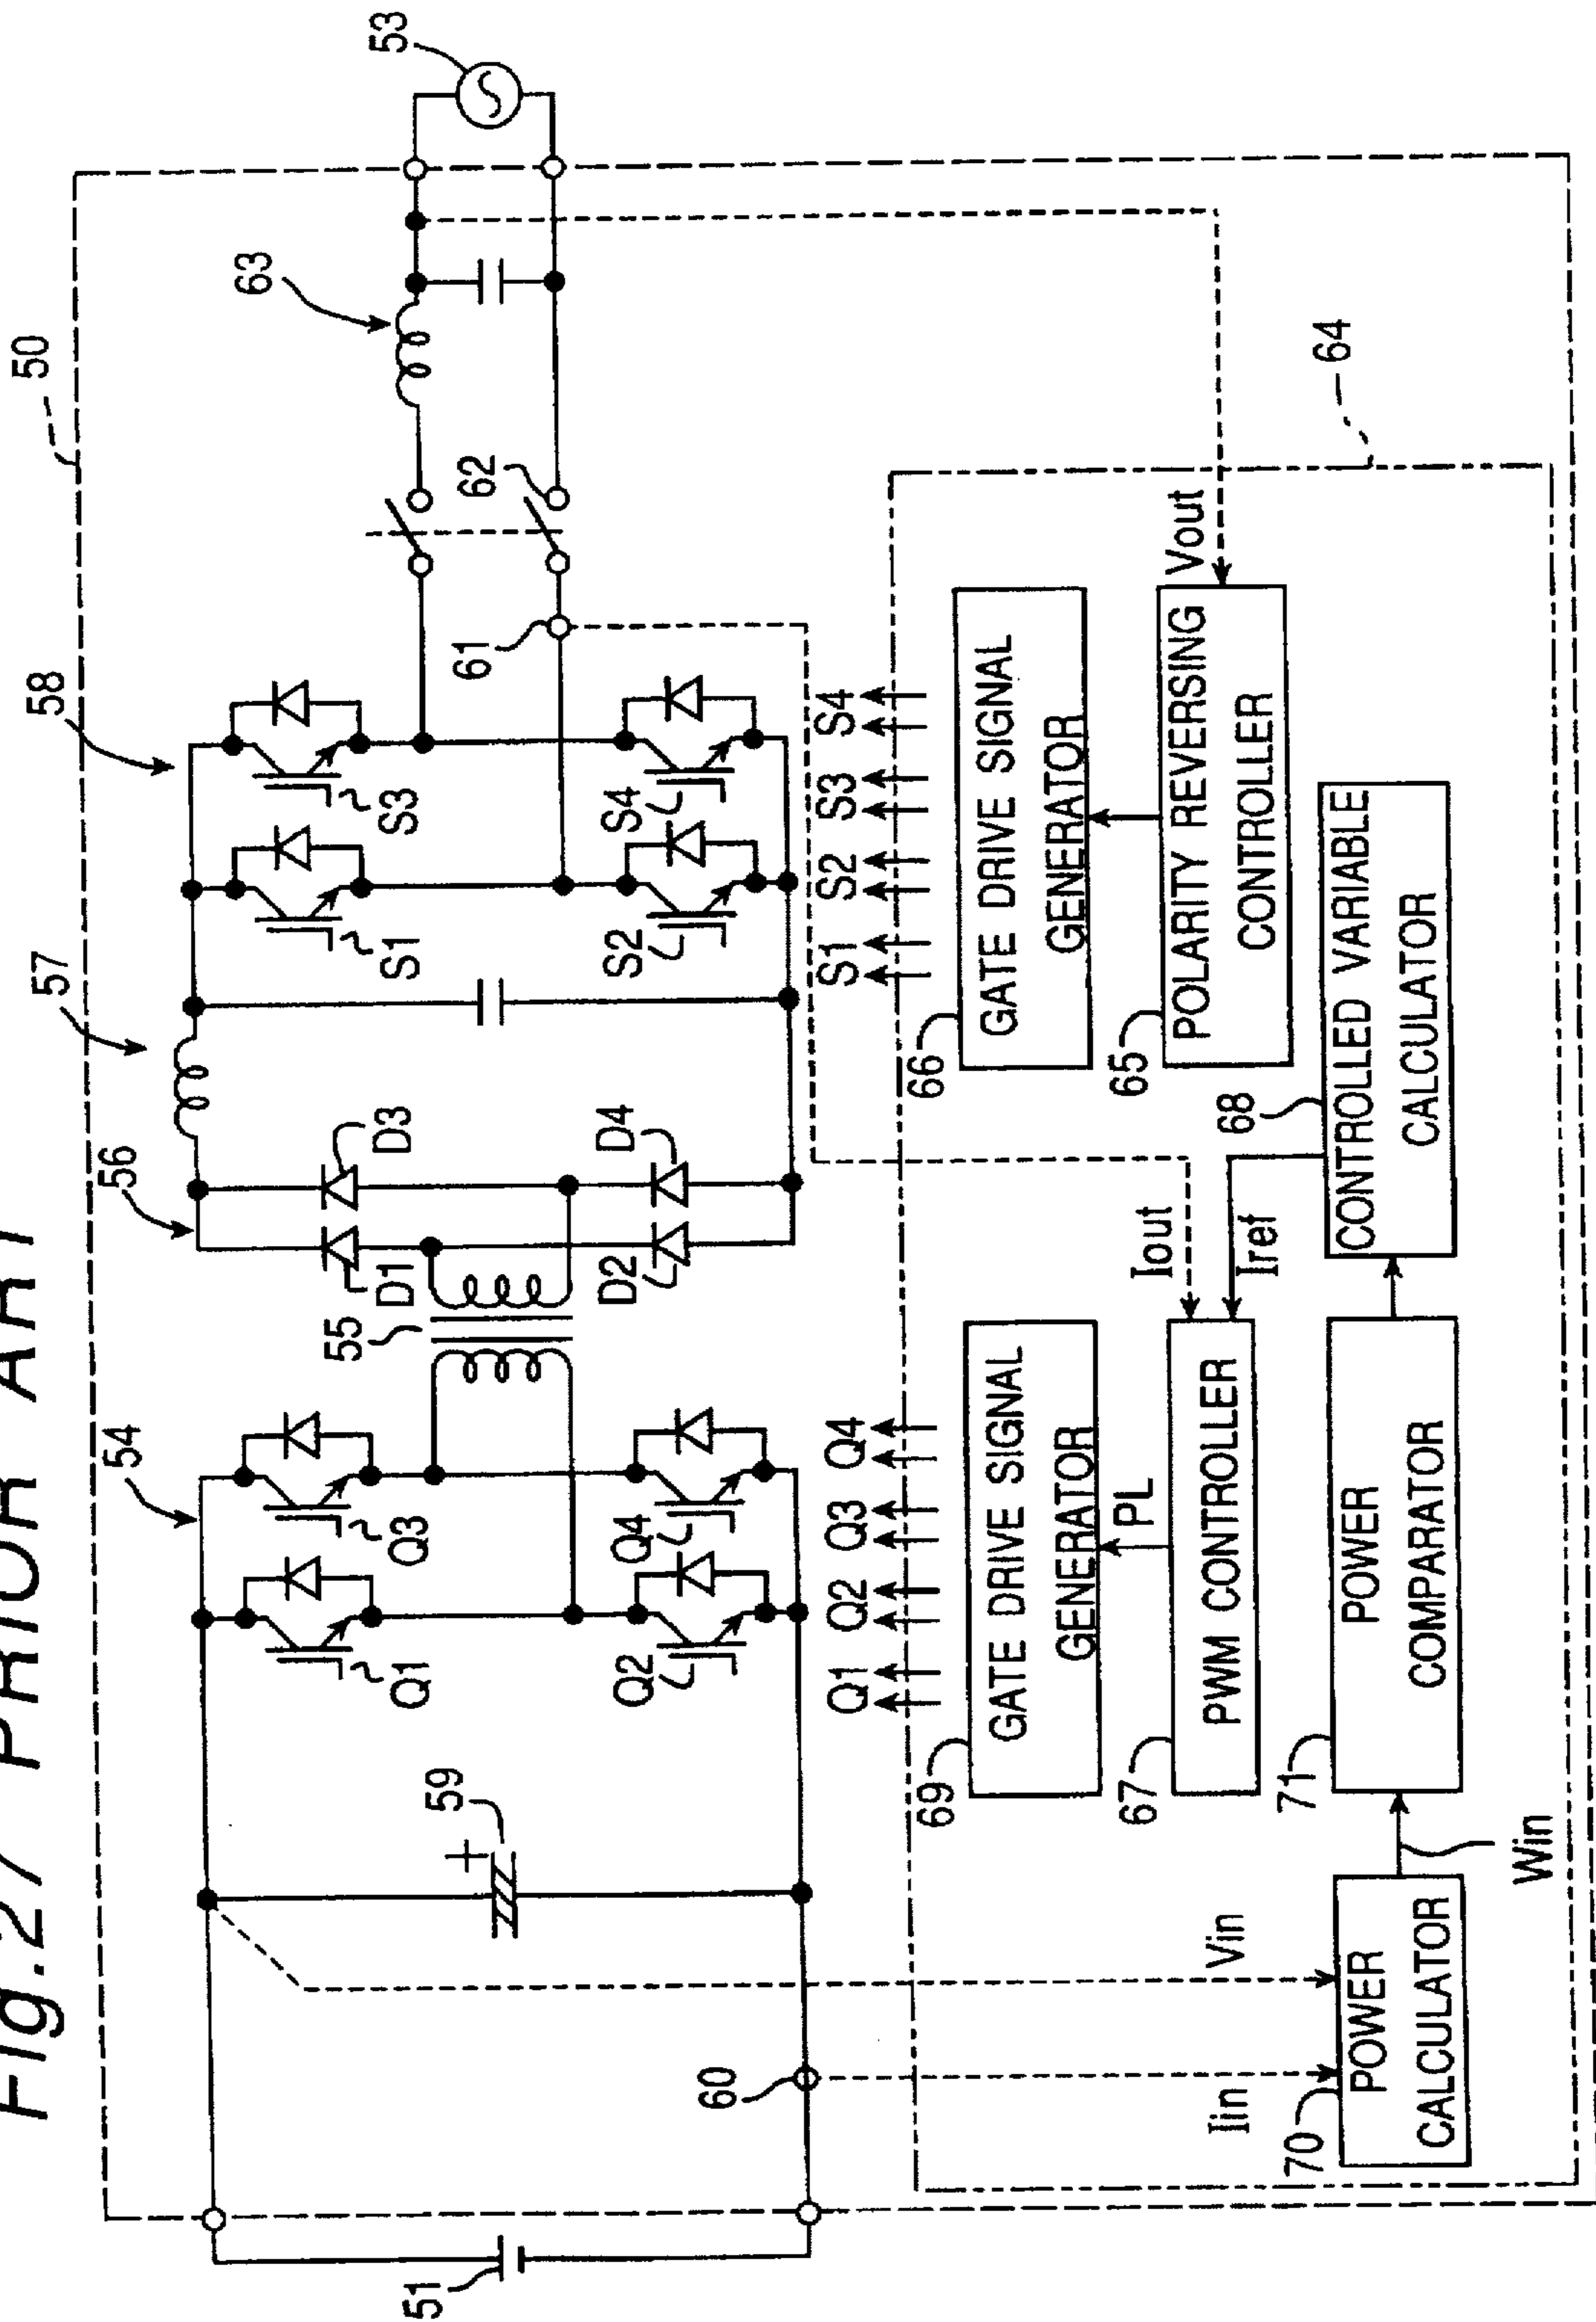 Fig.27 PRIOR ART
50
54
55
56
57
58
63
53
Q1
Q3
Q2
Q4
D1
D3
D2
D4
S1
S3
S2
S4
59
+
51
60
61
62
64
Q1 Q2 Q3 Q4
S1 S2 S3 S4
69
GATE DRIVE SIGNAL
GENERATOR
66
GATE DRIVE SIGNAL
GENERATOR
PL
67
PWM CONTROLLER
Iout
Iref
65
POLARITY REVERSING
CONTROLLER
Vout
Iin
Vin
70
POWER
CALCULATOR
Win
71
POWER
COMPARATOR
68
CONTROLLED VARIABLE
CALCULATOR